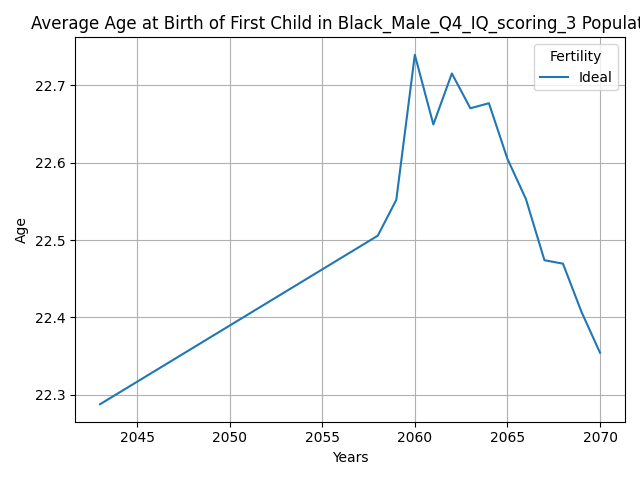 Average Age at Birth of First Child in Black_Male_Q4_IQ_scoring_3 Populat
Fertility
Ideal
22.7
22.6
22.5
22.4
22.3
Age
2045 2050 2055 2060 2065 2070
Years